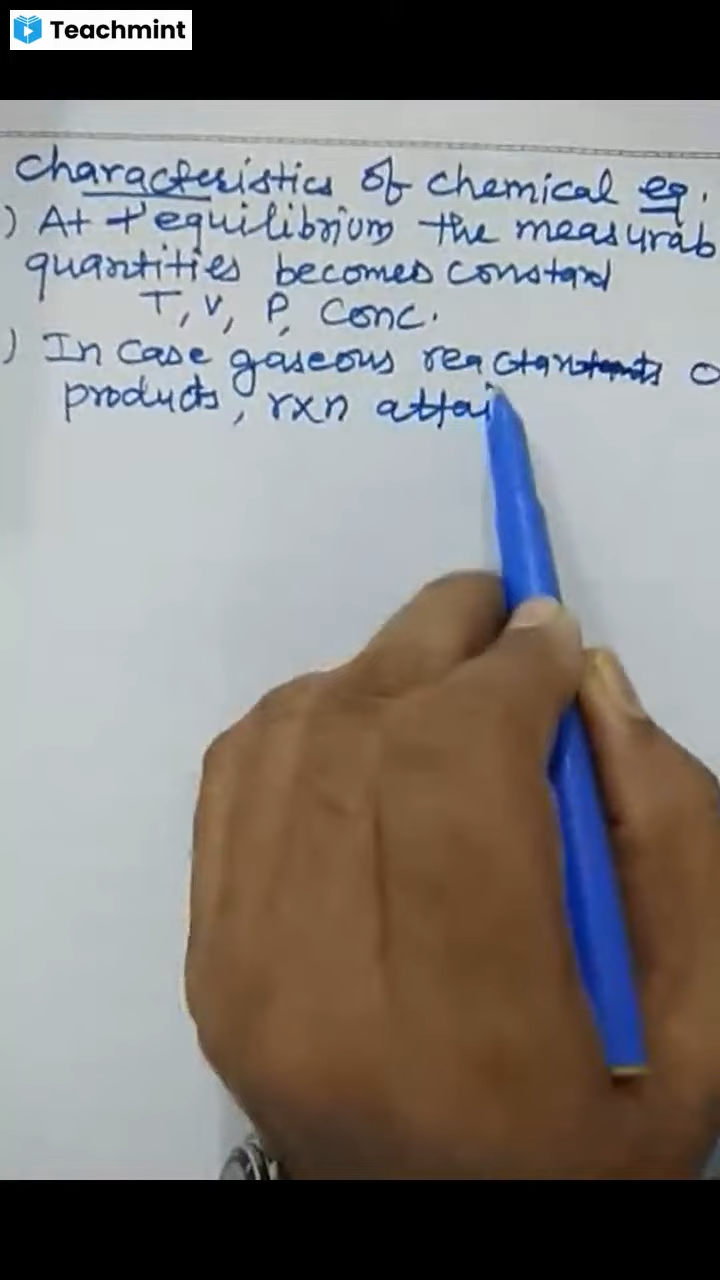 Teachmint
Characteristics of chemical eq.
) At + equilibrium the measurab
quantities becomes constant
T, V, P, Conc.
) In case gaseous reactants o
products, rxn attai